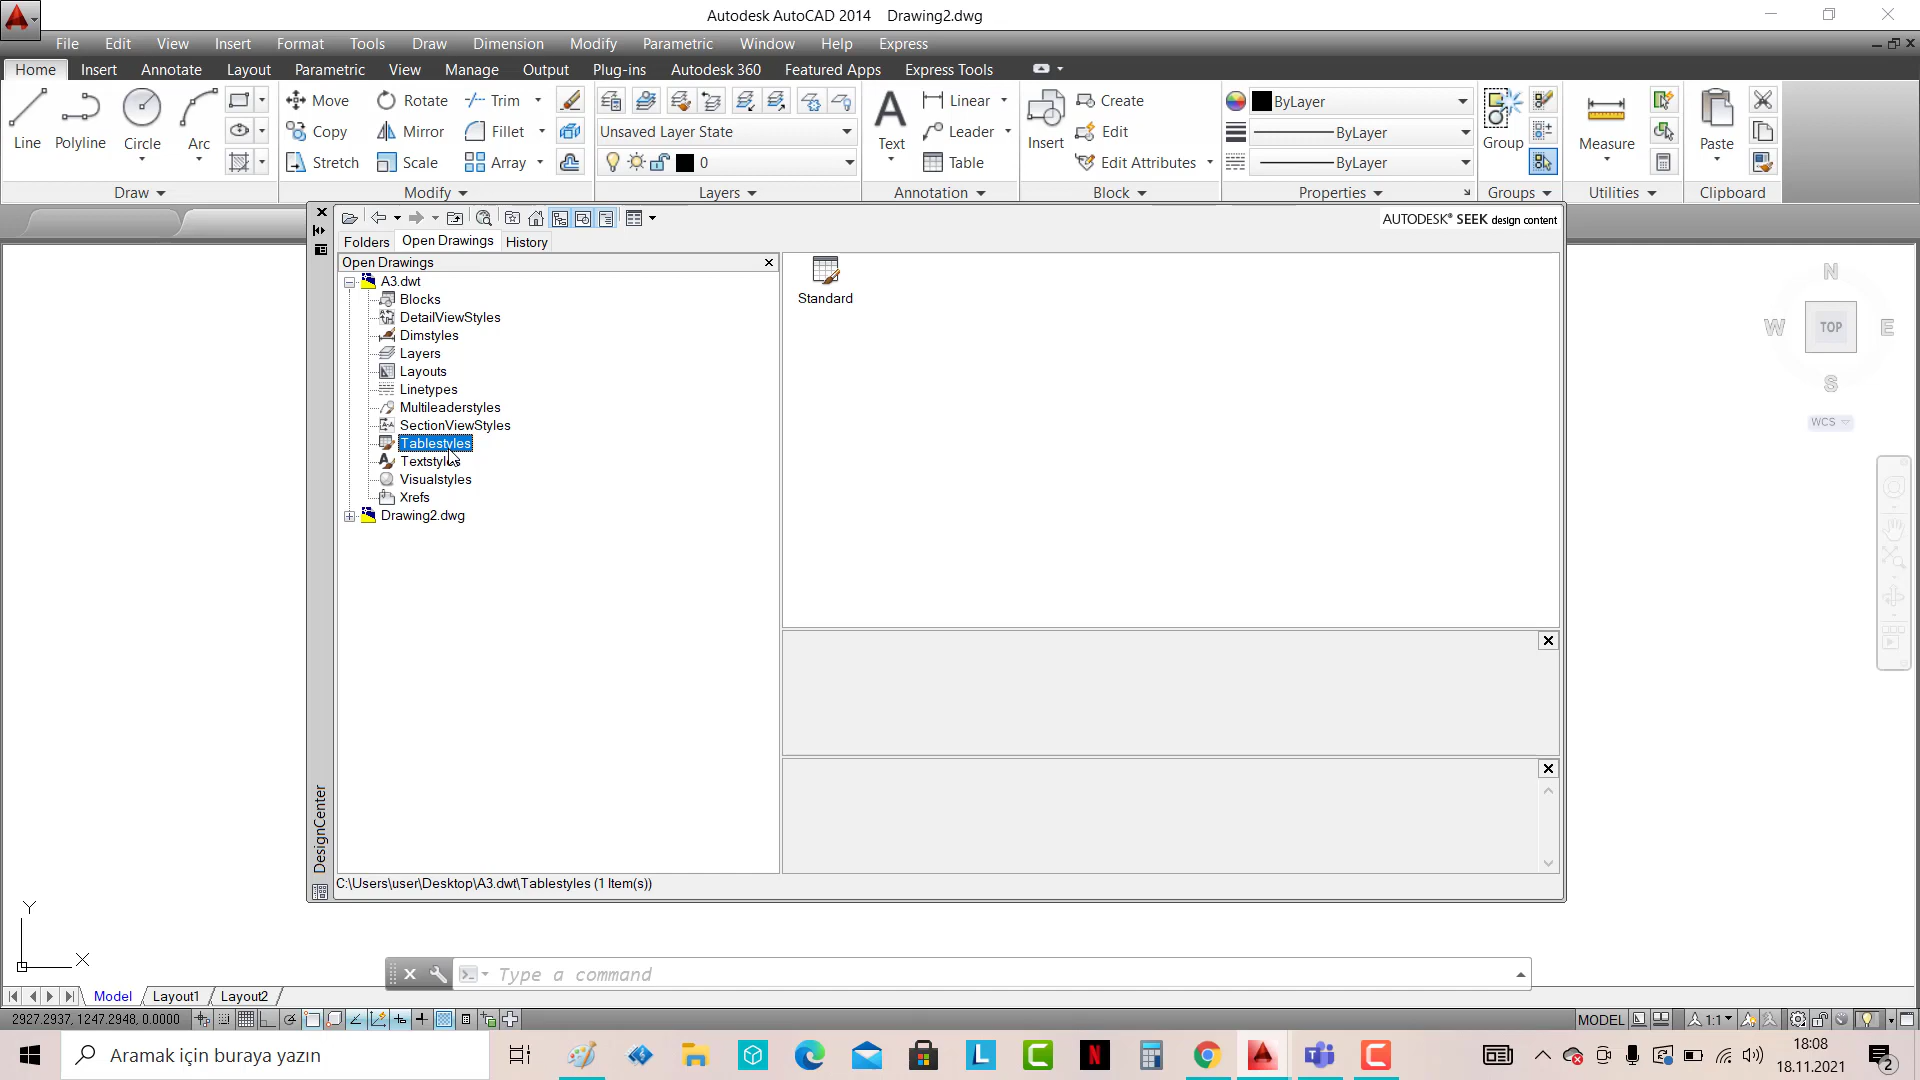 Autodesk AutoCAD 2014 Drawing2.dwg
File Edit View Insert Format Tools Draw Dimension Modify Parametric Window Help Express
Home Insert Annotate Layout Parametric View Manage Output Plug-ins Autodesk 360 Featured Apps Express Tools
Line Polyline Circle Arc
Move Rotate Trim
Copy Mirror Fillet
Stretch Scale Array
Unsaved Layer State
0
Text
Linear
Leader
Table
Insert
Create
Edit
Edit Attributes
ByLayer
ByLayer
ByLayer
Group
Measure
Paste
Draw Modify Layers Annotation Block Properties Groups Utilities Clipboard
AUTODESK® SEEK design content
Folders Open Drawings History
Open Drawings
A3.dwt
Blocks
DetailViewStyles
Dimstyles
Layers
Layouts
Linetypes
Multileaderstyles
SectionViewStyles
Tablestyles
Textstyles
Visualstyles
Xrefs
Drawing2.dwg
Standard
N
W TOP E
S
WCS
DesignCenter
C:\Users\user\Desktop\A3.dwt\Tablestyles (1 Item(s))
Y
X
Type a command
Model Layout1 Layout2
2927.2937, 1247.2948, 0.0000
MODEL 1:1
Aramak için buraya yazın
18:08
18.11.2021
2